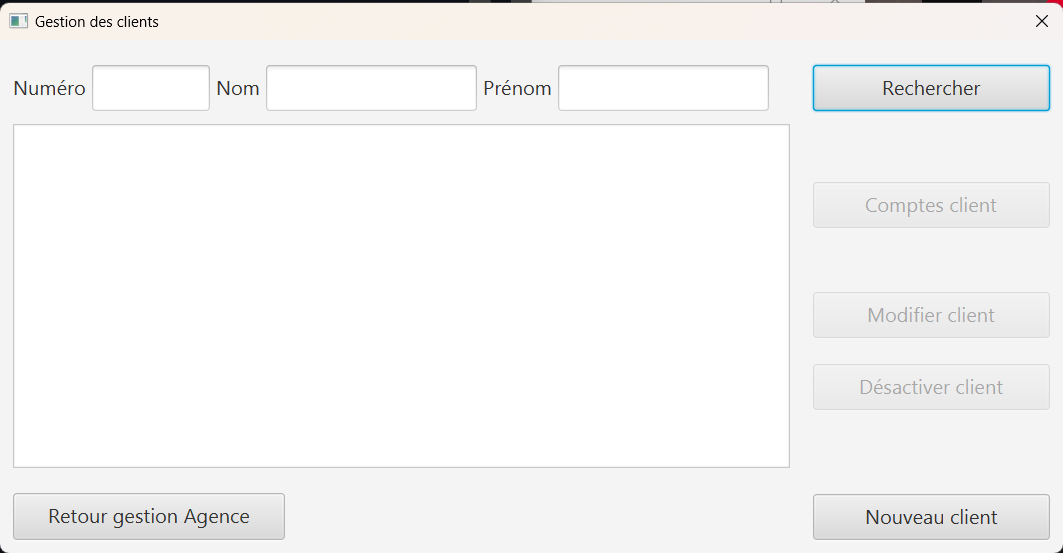 Gestion des clients
Numéro Nom Prénom Rechercher
Comptes client
Modifier client
Désactiver client
Retour gestion Agence Nouveau client